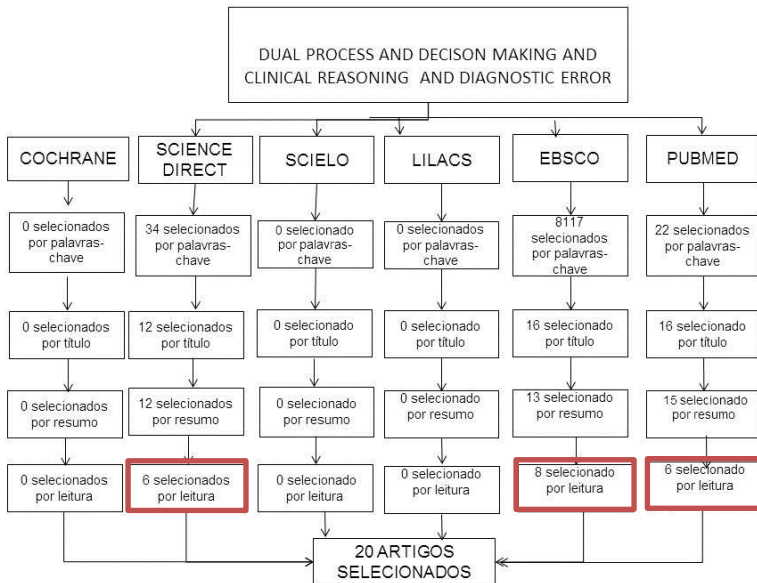 DUAL PROCESS AND DECISON MAKING AND
CLINICAL REASONING AND DIAGNOSTIC ERROR
COCHRANE
SCIENCE
DIRECT
SCIELO
LILACS
EBSCO
PUBMED
0 selecionados
por palavras-
chave
34 selecionados
por palavras-
chave
0 selecionado
por palavras-
chave
0 selecionados
por palavras-
chave
8117
selecionados
por palavras-
chave
22 selecionados
por palavras-
chave
0 selecionados
por título
12 selecionados
por título
0 selecionado
por título
0 selecionado
por título
16 selecionado
por título
16 selecionado
por título
0 selecionados
por resumo
12 selecionados
por resumo
0 selecionado
por resumo
0 selecionado
por resumo
13 selecionado
por resumo
15 selecionado
por resumo
0 selecionados
por leitura
6 selecionados
por leitura
0 selecionado
por leitura
0 selecionado
por leitura
8 selecionado
por leitura
6 selecionado
por leitura
20 ARTIGOS
SELECIONADOS